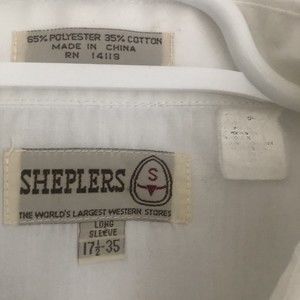 65% POLYESTER 35% COTTON
MADE IN CHINA
RN 14119
SHEPLERS
S
THE WORLD'S LARGEST WESTERN STORES
LONG
SLEEVE
17½-35